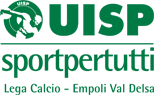 UISP
sportpertutti
Lega Calcio - Empoli Val Delsa